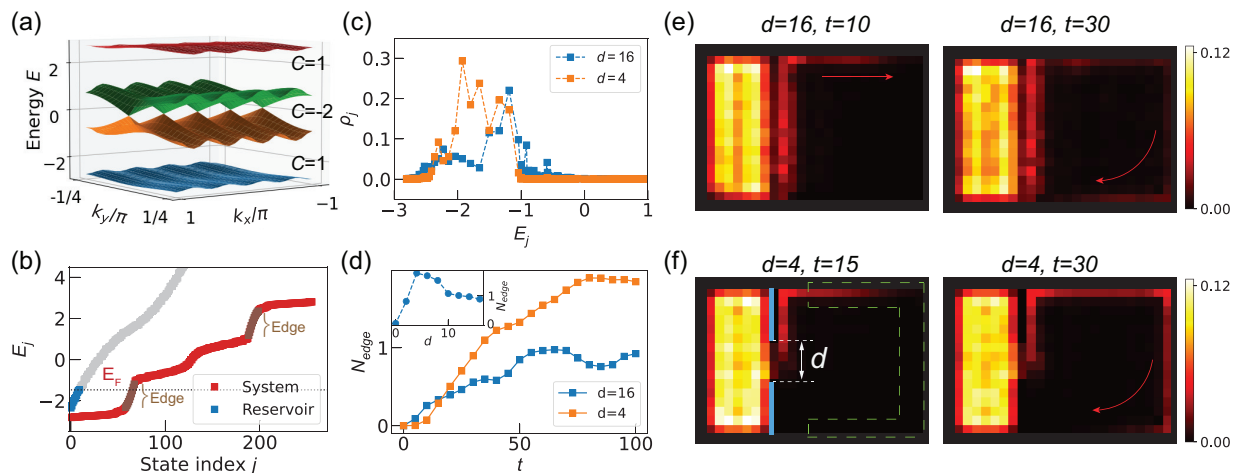 (a)
Energy E
2
0
−2
C=1
C=-2
C=1
-1/4
k_y/π
1/4
1
k_x/π
-1
(b)
E_j
4
2
0
−2
E_F
Edge
Edge
System
Reservoir
0
100
200
State index j
(c)
ρ_j
0.3
0.2
0.1
0.0
d = 16
d = 4
−3
−2
−1
0
1
E_j
(d)
N_edge
1
0
1
0
N_edge
0
10
d
d=16
d=4
0
50
100
t
(e)
d=16, t=10
d=16, t=30
0.12
0.00
(f)
d=4, t=15
d=4, t=30
d
0.12
0.00